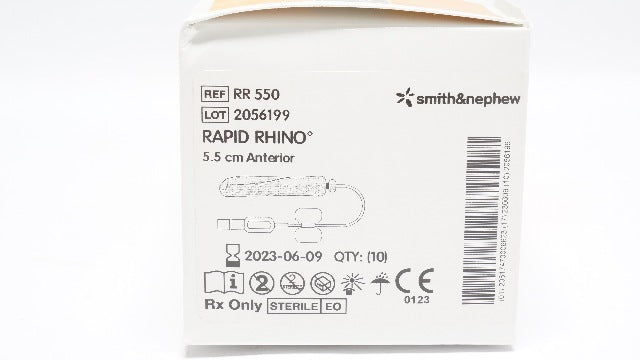 REF RR 550
LOT 2056199
smith&nephew
RAPID RHINO°
5.5 cm Anterior
2023-06-09 QTY: (10)
0123
Rx Only STERILE EO